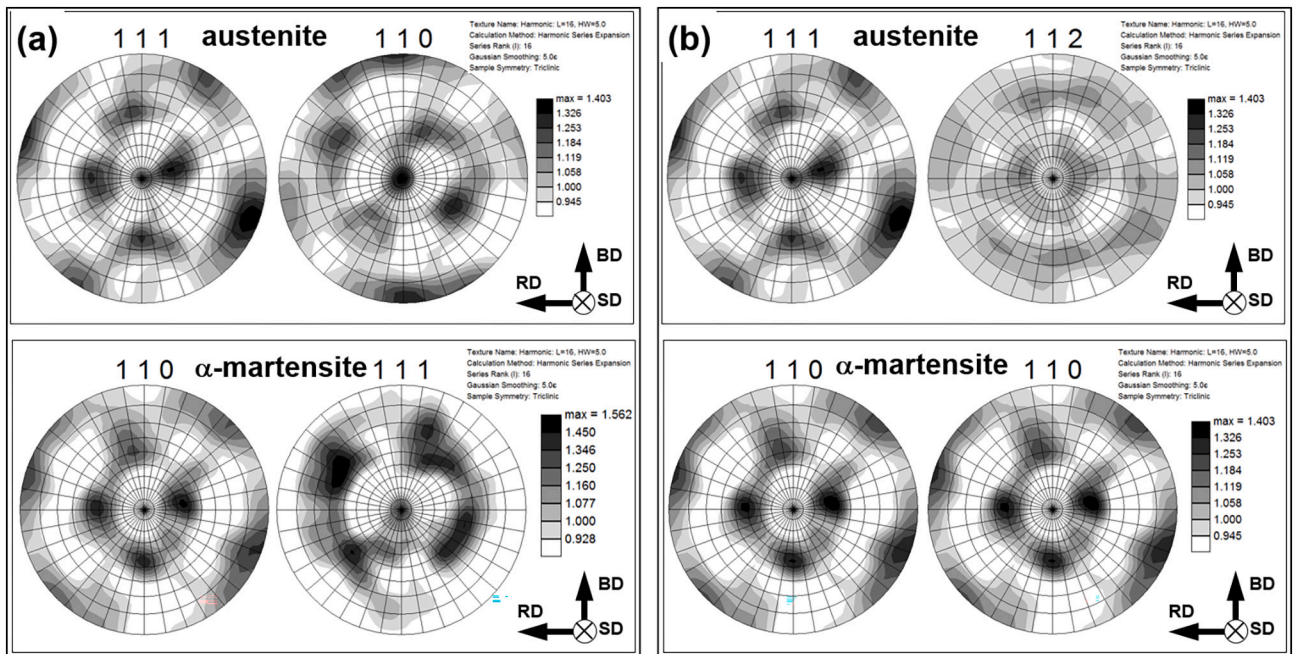 (a) austenite
1 1 1
1 1 0
Texture Name: Harmonic: L=16, HW=5.0
Calculation Method: Harmonic Series Expansion
Series Rank (l): 16
Gaussian Smoothing: 5.0є
Sample Symmetry: Triclinic
max = 1.403
1.326
1.253
1.184
1.119
1.058
1.000
0.945
BD
RD
SD
α-martensite
1 1 0
1 1 1
Texture Name: Harmonic: L=16, HW=5.0
Calculation Method: Harmonic Series Expansion
Series Rank (l): 16
Gaussian Smoothing: 5.0є
Sample Symmetry: Triclinic
max = 1.562
1.450
1.346
1.250
1.160
1.077
1.000
0.928
BD
RD
SD
(b) austenite
1 1 1
1 1 2
Texture Name: Harmonic: L=16, HW=5.0
Calculation Method: Harmonic Series Expansion
Series Rank (l): 16
Gaussian Smoothing: 5.0є
Sample Symmetry: Triclinic
max = 1.403
1.326
1.253
1.184
1.119
1.058
1.000
0.945
BD
RD
SD
α-martensite
1 1 0
1 1 0
Texture Name: Harmonic: L=16, HW=5.0
Calculation Method: Harmonic Series Expansion
Series Rank (l): 16
Gaussian Smoothing: 5.0є
Sample Symmetry: Triclinic
max = 1.403
1.326
1.253
1.184
1.119
1.058
1.000
0.945
BD
RD
SD